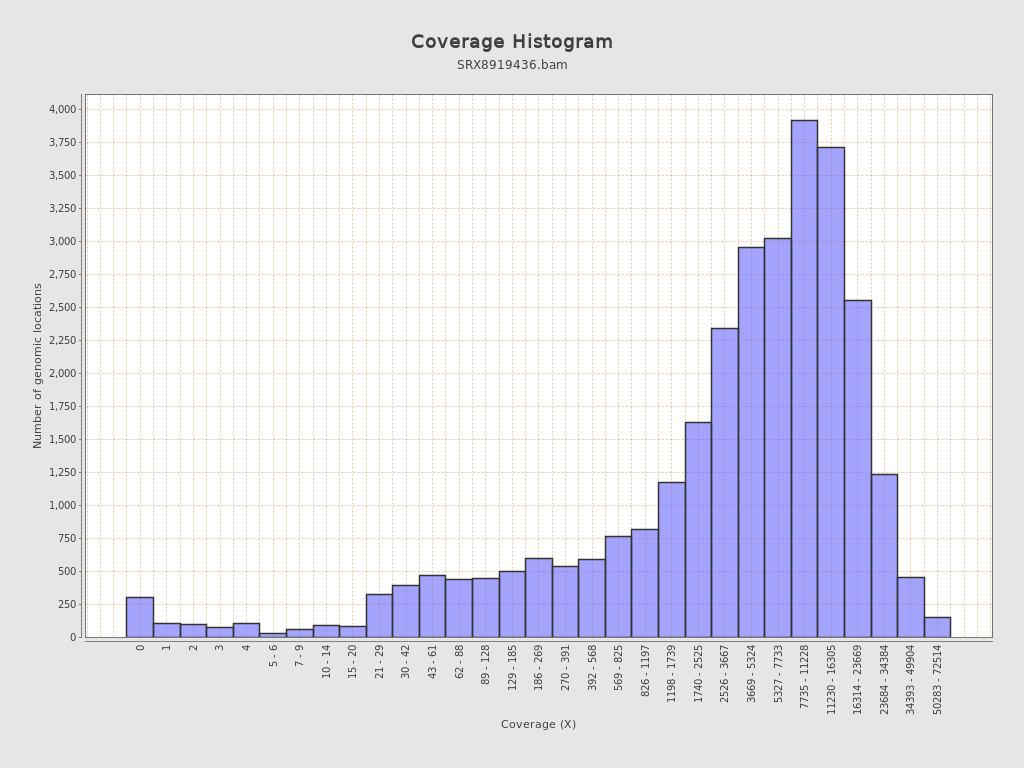 Coverage Histogram
SRX8919436.bam
Number of genomic locations
4,000
3,750
3,500
3,250
3,000
2,750
2,500
2,250
2,000
1,750
1,500
1,250
1,000
750
500
250
0
0
1
2
3
4
5 - 6
7 - 9
10 - 14
15 - 20
21 - 29
30 - 42
43 - 61
62 - 88
89 - 128
129 - 185
186 - 269
270 - 391
392 - 568
569 - 825
826 - 1197
1198 - 1739
1740 - 2525
2526 - 3667
3669 - 5324
5327 - 7733
7735 - 11228
11230 - 16305
16314 - 23669
23684 - 34384
34393 - 49904
50283 - 72514
Coverage (X)